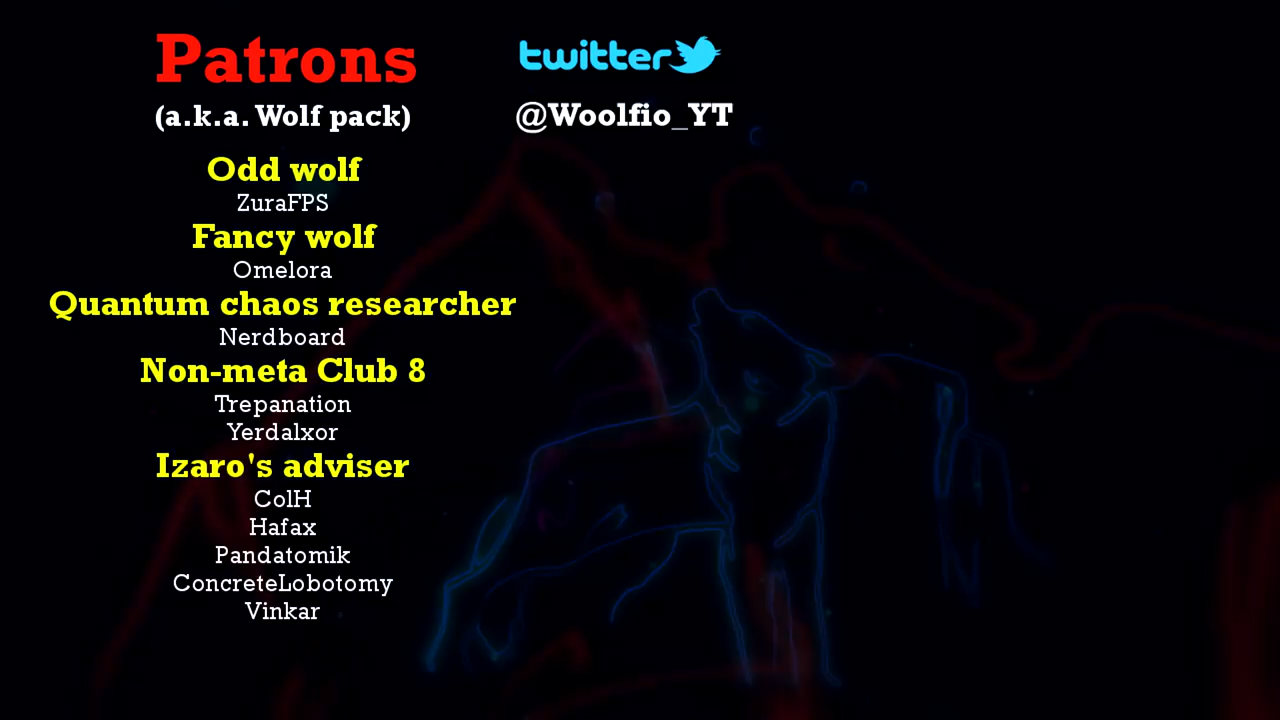 Patrons
(a.k.a. Wolf pack)
Odd wolf
ZuraFPS
Fancy wolf
Omelora
Quantum chaos researcher
Nerdboard
Non-meta Club 8
Trepanation
Yerdalxor
Izaro's adviser
ColH
Hafax
Pandatomik
ConcreteLobotomy
Vinkar
twitter
@Woolfio_YT